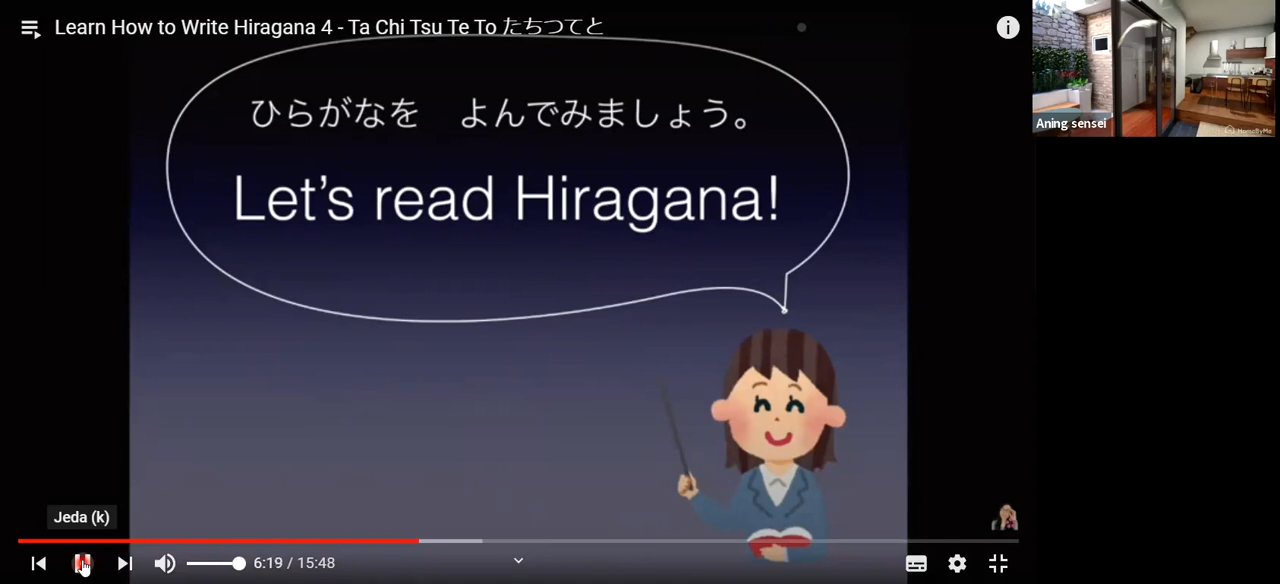 Learn How to Write Hiragana 4 - Ta Chi Tsu Te To たちつてと
ひらがなを　よんでみましょう。
Let's read Hiragana!
Aning sensei
HomeByMe
Jeda (k)
6:19 / 15:48